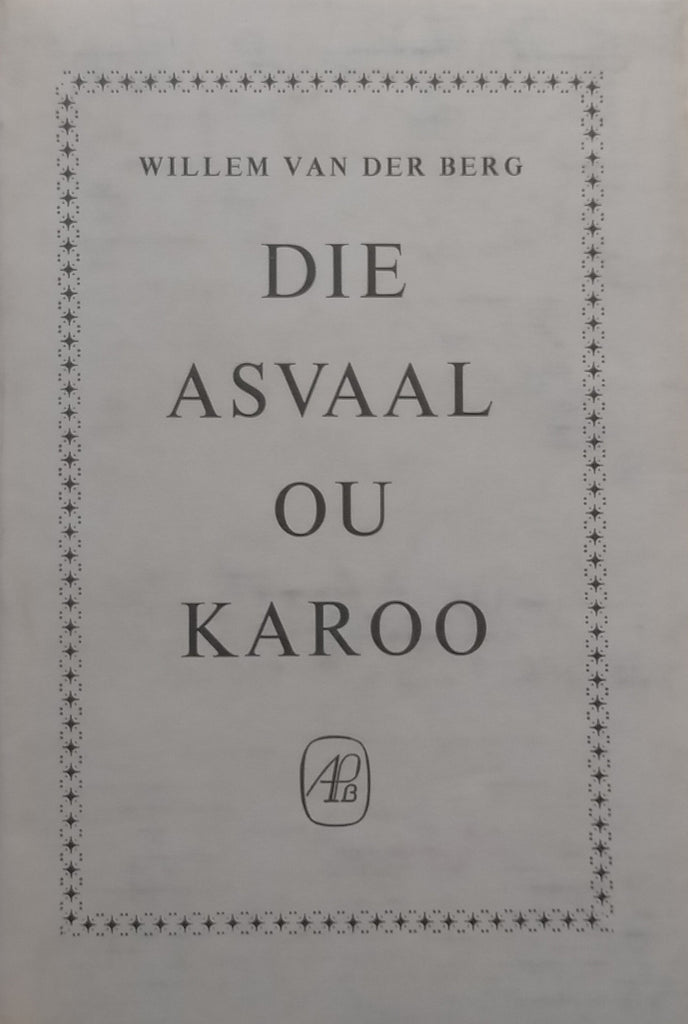 WILLEM VAN DER BERG
DIE
ASVAAL
OU
KAROO
APB